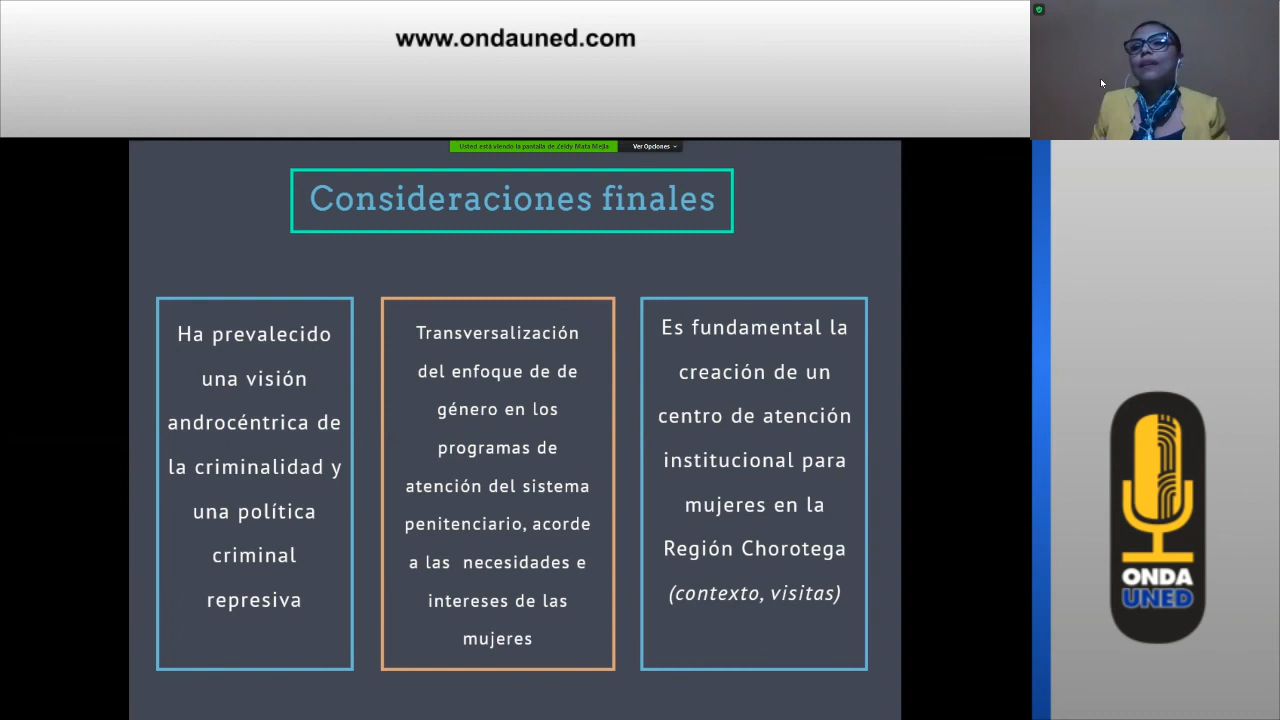 www.ondauned.com
Usted está viendo la pantalla de Zeidy Mata Mejía
Ver Opciones
Consideraciones finales
Ha prevalecido
una visión
androcéntrica de
la criminalidad y
una política
criminal
represiva
Transversalización
del enfoque de de
género en los
programas de
atención del sistema
penitenciario, acorde
a las necesidades e
intereses de las
mujeres
Es fundamental la
creación de un
centro de atención
institucional para
mujeres en la
Región Chorotega
(contexto, visitas)
ONDA
UNED